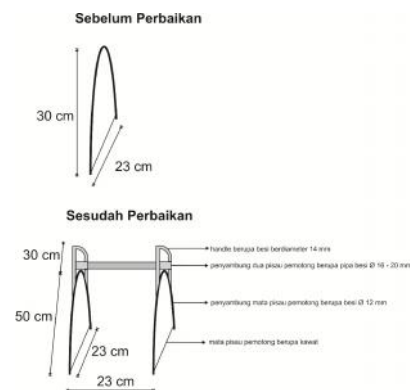 Sebelum Perbaikan
30 cm
23 cm
Sesudah Perbaikan
30 cm
handle berupa besi berdiameter 14 mm
penyambung dua pisau pemotong berupa pipa besi Ø 16 - 20 mm
50 cm
penyambung mata pisau pemotong berupa besi Ø 12 mm
mata pisau pemotong berupa kawat
23 cm
23 cm